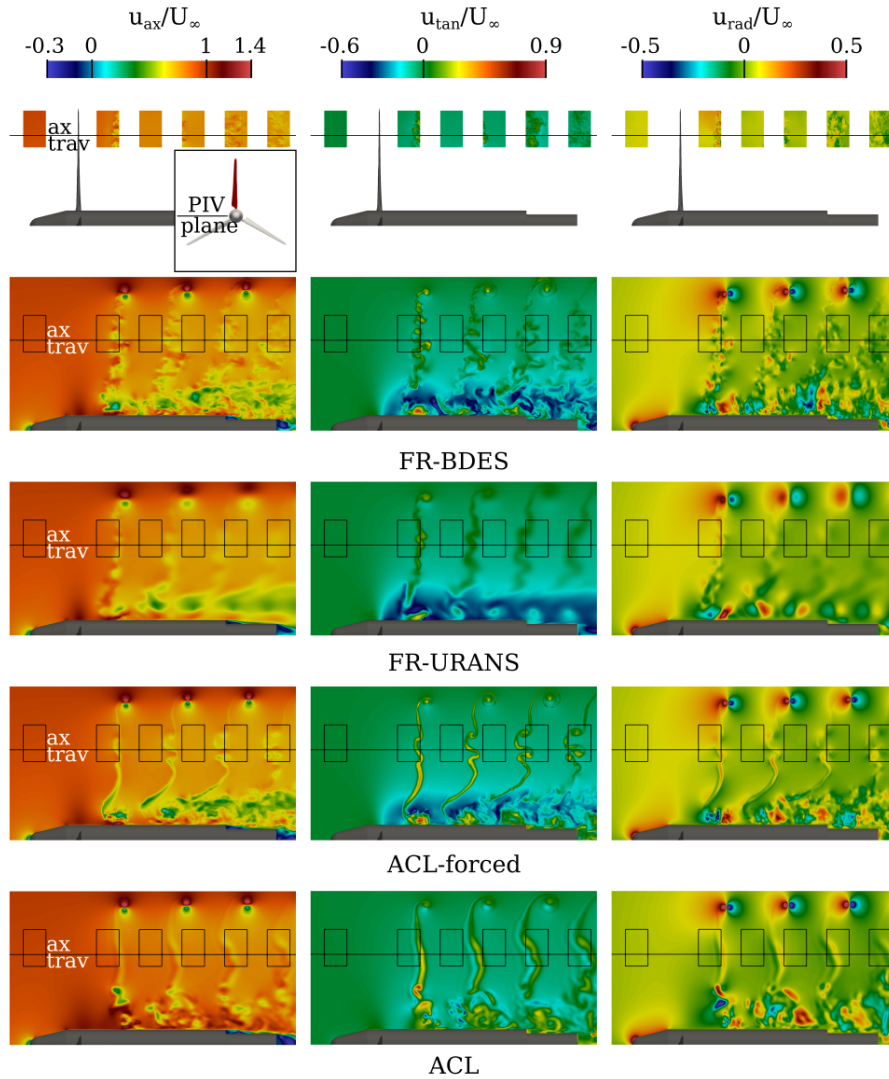 u_ax/U_∞ u_tan/U_∞ u_rad/U_∞
-0.3 0 1 1.4 -0.6 0 0.9 -0.5 0 0.5
ax
trav
PIV
plane
ax
trav
FR-BDES
ax
trav
FR-URANS
ax
trav
ACL-forced
ax
trav
ACL